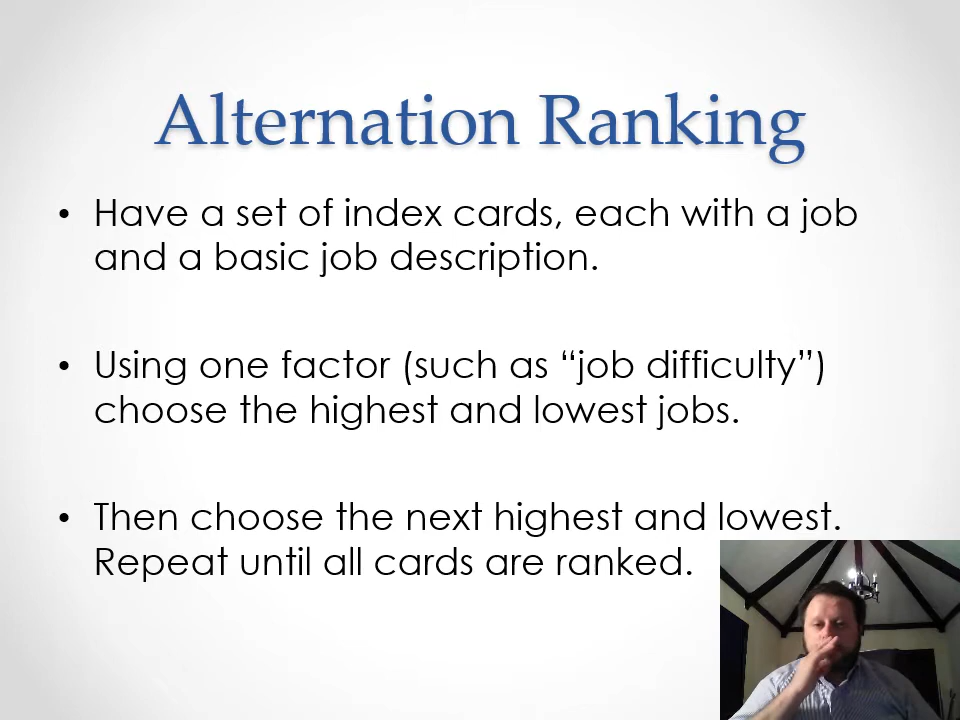 Alternation Ranking
• Have a set of index cards, each with a job
and a basic job description.
• Using one factor (such as “job difficulty”)
choose the highest and lowest jobs.
• Then choose the next highest and lowest.
Repeat until all cards are ranked.